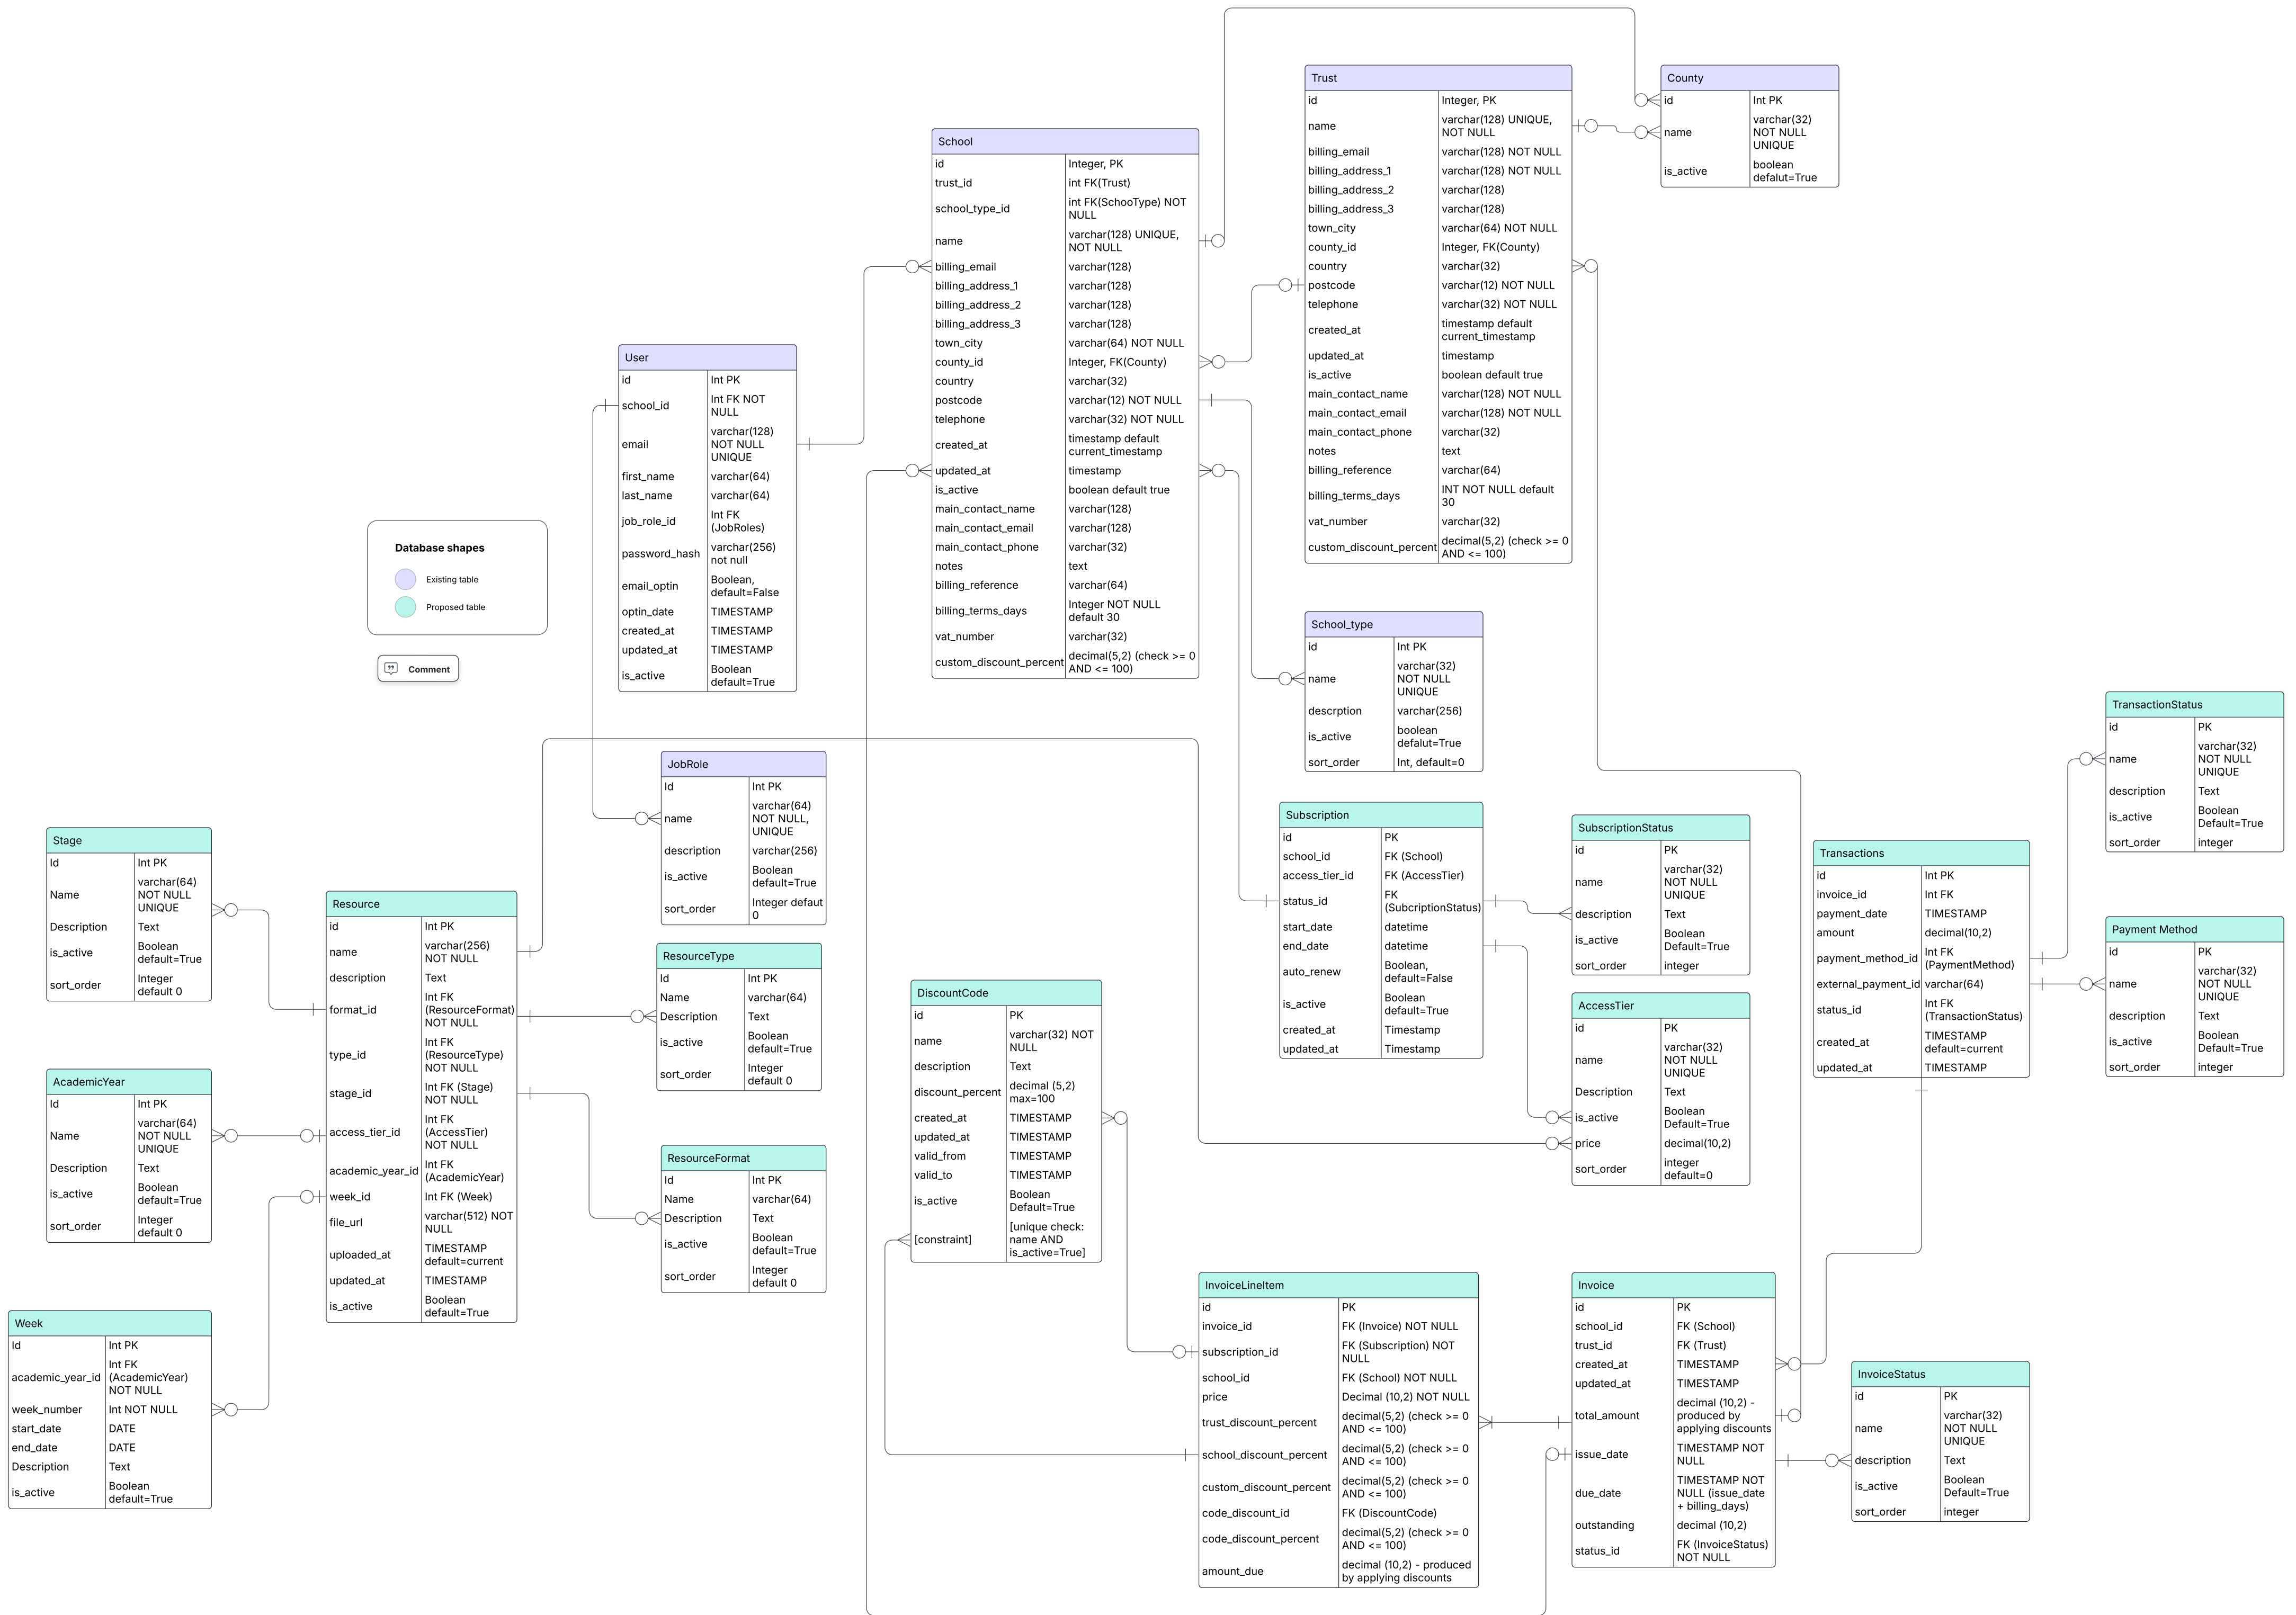 Trust
id Integer, PK
name varchar(128) UNIQUE,
NOT NULL
billing_email varchar(128) NOT NULL
billing_address_1 varchar(128) NOT NULL
billing_address_2 varchar(128)
billing_address_3 varchar(128)
town_city varchar(64) NOT NULL
county_id Integer, FK(County)
country varchar(32)
postcode varchar(12) NOT NULL
telephone varchar(32) NOT NULL
created_at timestamp default
current_timestamp
updated_at timestamp
is_active boolean default true
main_contact_name varchar(128) NOT NULL
main_contact_email varchar(128) NOT NULL
main_contact_phone varchar(32)
notes text
billing_reference varchar(64)
billing_terms_days INT NOT NULL default
30
vat_number varchar(32)
custom_discount_percent decimal(5,2) (check >= 0
AND <= 100)
County
id Int PK
name varchar(32)
NOT NULL
UNIQUE
is_active boolean
defalut=True
School
id Integer, PK
trust_id int FK(Trust)
school_type_id int FK(SchooType) NOT
NULL
name varchar(128) UNIQUE,
NOT NULL
billing_email varchar(128)
billing_address_1 varchar(128)
billing_address_2 varchar(128)
billing_address_3 varchar(128)
town_city varchar(64) NOT NULL
county_id Integer, FK(County)
country varchar(32)
postcode varchar(12) NOT NULL
telephone varchar(32) NOT NULL
created_at timestamp default
current_timestamp
updated_at timestamp
is_active boolean default true
main_contact_name varchar(128)
main_contact_email varchar(128)
main_contact_phone varchar(32)
notes text
billing_reference varchar(64)
billing_terms_days Integer NOT NULL
default 30
vat_number varchar(32)
custom_discount_percent decimal(5,2) (check >= 0
AND <= 100)
User
id Int PK
school_id Int FK NOT
NULL
email varchar(128)
NOT NULL
UNIQUE
first_name varchar(64)
last_name varchar(64)
job_role_id Int FK
(JobRoles)
password_hash varchar(256)
not null
email_optin Boolean,
default=False
optin_date TIMESTAMP
created_at TIMESTAMP
updated_at TIMESTAMP
is_active Boolean
default=True
Database shapes
Existing table
Proposed table
Comment
School_type
id Int PK
name varchar(32)
NOT NULL
UNIQUE
descrption varchar(256)
is_active boolean
defalut=True
sort_order Int, default=0
TransactionStatus
id PK
name varchar(32)
NOT NULL
UNIQUE
description Text
is_active Boolean
Default=True
sort_order integer
JobRole
Id Int PK
name varchar(64)
NOT NULL,
UNIQUE
description varchar(256)
is_active Boolean
default=True
sort_order Integer defaut
0
Subscription
id PK
school_id FK (School)
access_tier_id FK (AccessTier)
status_id FK
(SubcriptionStatus)
start_date datetime
end_date datetime
auto_renew Boolean,
default=False
is_active Boolean
default=True
created_at Timestamp
updated_at Timestamp
SubscriptionStatus
id PK
name varchar(32)
NOT NULL
UNIQUE
description Text
is_active Boolean
Default=True
sort_order integer
Transactions
id Int PK
invoice_id Int FK
payment_date TIMESTAMP
amount decimal(10,2)
payment_method_id Int FK
(PaymentMethod)
external_payment_id varchar(64)
status_id Int FK
(TransactionStatus)
created_at TIMESTAMP
default=current
updated_at TIMESTAMP
Payment Method
id PK
name varchar(32)
NOT NULL
UNIQUE
description Text
is_active Boolean
Default=True
sort_order integer
Stage
Id Int PK
Name varchar(64)
NOT NULL
UNIQUE
Description Text
is_active Boolean
default=True
sort_order Integer
default 0
Resource
id Int PK
name varchar(256)
NOT NULL
description Text
format_id Int FK
(ResourceFormat)
NOT NULL
type_id Int FK
(ResourceType)
NOT NULL
stage_id Int FK (Stage)
NOT NULL
access_tier_id Int FK
(AccessTier)
NOT NULL
academic_year_id Int FK
(AcademicYear)
week_id Int FK (Week)
file_url varchar(512) NOT
NULL
uploaded_at TIMESTAMP
default=current
updated_at TIMESTAMP
is_active Boolean
default=True
ResourceType
Id Int PK
Name varchar(64)
Description Text
is_active Boolean
default=True
sort_order Integer
default 0
DiscountCode
id PK
name varchar(32) NOT
NULL
description Text
discount_percent decimal (5,2)
max=100
created_at TIMESTAMP
updated_at TIMESTAMP
valid_from TIMESTAMP
valid_to TIMESTAMP
is_active Boolean
Default=True
[constraint] [unique check:
name AND
is_active=True]
AccessTier
id PK
name varchar(32)
NOT NULL
UNIQUE
Description Text
is_active Boolean
Default=True
price decimal(10,2)
sort_order integer
default=0
AcademicYear
Id Int PK
Name varchar(64)
NOT NULL
UNIQUE
Description Text
is_active Boolean
default=True
sort_order Integer
default 0
ResourceFormat
Id Int PK
Name varchar(64)
Description Text
is_active Boolean
default=True
sort_order Integer
default 0
Week
Id Int PK
academic_year_id Int FK
(AcademicYear)
NOT NULL
week_number Int NOT NULL
start_date DATE
end_date DATE
Description Text
is_active Boolean
default=True
InvoiceLineItem
id PK
invoice_id FK (Invoice) NOT NULL
subscription_id FK (Subscription) NOT
NULL
school_id FK (School) NOT NULL
price Decimal (10,2) NOT NULL
trust_discount_percent decimal(5,2) (check >= 0
AND <= 100)
school_discount_percent decimal(5,2) (check >= 0
AND <= 100)
custom_discount_percent decimal(5,2) (check >= 0
AND <= 100)
code_discount_id FK (DiscountCode)
code_discount_percent decimal(5,2) (check >= 0
AND <= 100)
amount_due decimal (10,2) - produced
by applying discounts
Invoice
id PK
school_id FK (School)
trust_id FK (Trust)
created_at TIMESTAMP
updated_at TIMESTAMP
total_amount decimal (10,2) -
produced by
applying discounts
issue_date TIMESTAMP NOT
NULL
due_date TIMESTAMP NOT
NULL (issue_date
+ billing_days)
outstanding decimal (10,2)
status_id FK (InvoiceStatus)
NOT NULL
InvoiceStatus
id PK
name varchar(32)
NOT NULL
UNIQUE
description Text
is_active Boolean
Default=True
sort_order integer